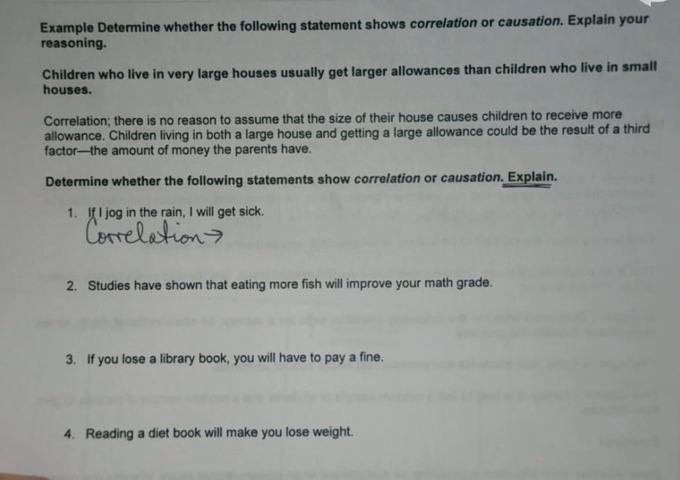 Example Determine whether the following statement shows correlation or causation. Explain your
reasoning.
Children who live in very large houses usually get larger allowances than children who live in small
houses.
Correlation; there is no reason to assume that the size of their house causes children to receive more
allowance. Children living in both a large house and getting a large allowance could be the result of a third
factor—the amount of money the parents have.
Determine whether the following statements show correlation or causation. Explain.
1. If I jog in the rain, I will get sick.
Correlation→
2. Studies have shown that eating more fish will improve your math grade.
3. If you lose a library book, you will have to pay a fine.
4. Reading a diet book will make you lose weight.